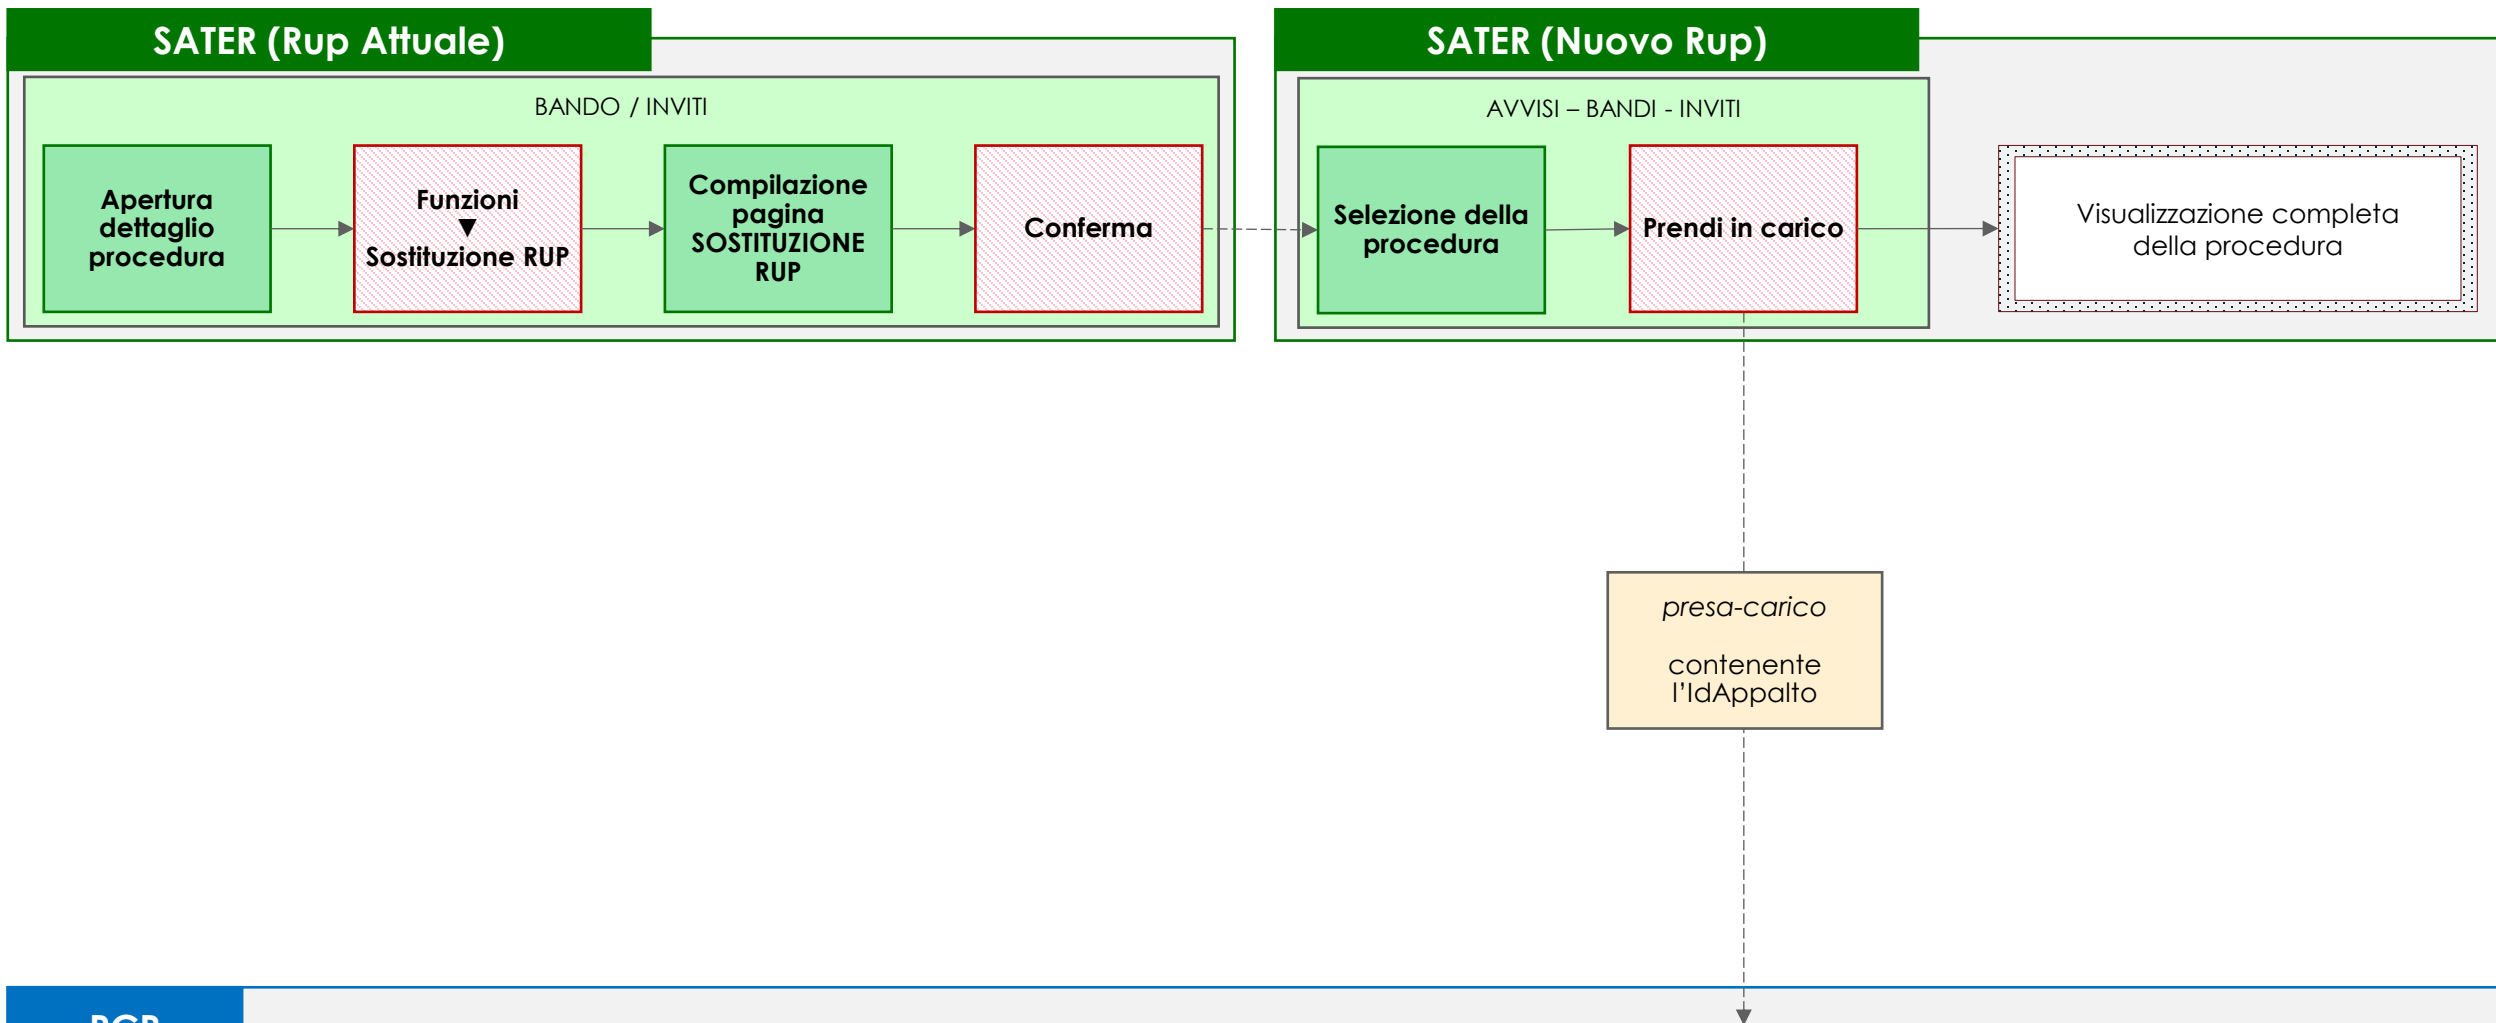 SATER (Rup Attuale)
BANDO / INVITI
Apertura
dettaglio
procedura
Funzioni
▼
Sostituzione RUP
Compilazione
pagina
SOSTITUZIONE
RUP
Conferma
SATER (Nuovo Rup)
AVVISI – BANDI - INVITI
Selezione della
procedura
Prendi in carico
Visualizzazione completa
della procedura
presa-carico
contenente
l'IdAppalto